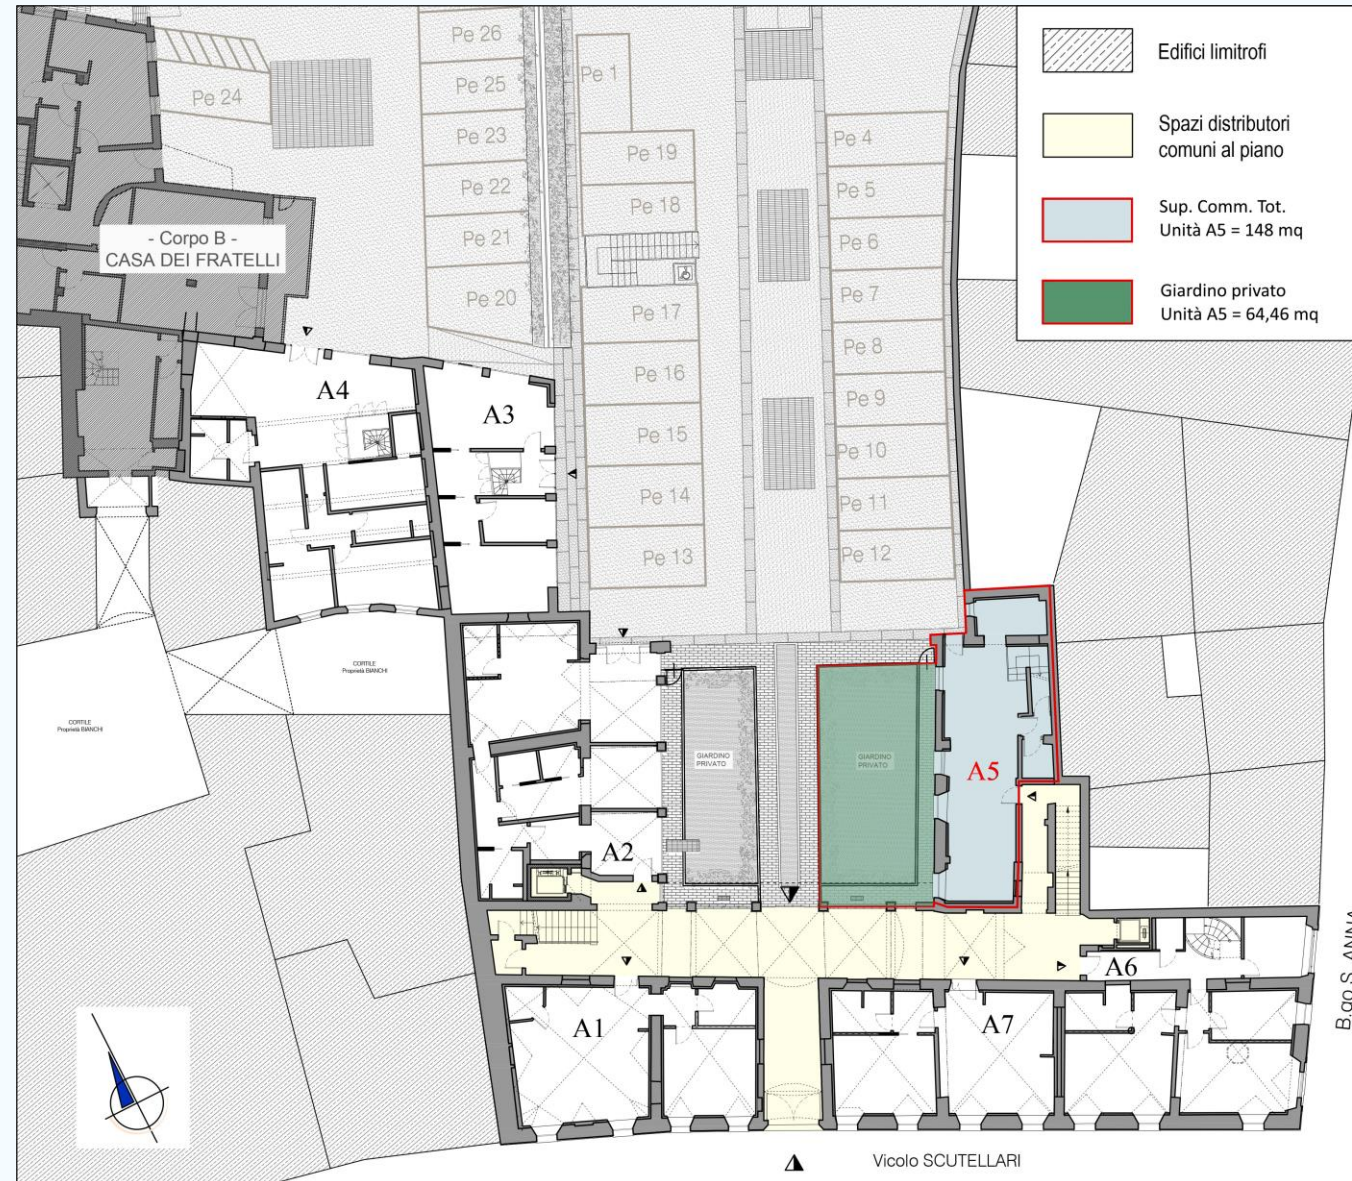 Edifici limitrofi
Spazi distributori
comuni al piano
Sup. Comm. Tot.
Unità A5 = 148 mq
Giardino privato
Unità A5 = 64,46 mq
Pe 24
Pe 26
Pe 25
Pe 23
Pe 22
Pe 21
Pe 20
Pe 1
Pe 19
Pe 18
Pe 17
Pe 16
Pe 15
Pe 14
Pe 13
Pe 4
Pe 5
Pe 6
Pe 7
Pe 8
Pe 9
Pe 10
Pe 11
Pe 12
- Corpo B -
CASA DEI FRATELLI
A4
A3
CORTILE
Proprietà BIANCHI
CORTILE
Proprietà BIANCHI
GIARDINO
PRIVATO
GIARDINO
PRIVATO
A5
A2
A6
A1
A7
B.go S. ANNA
Vicolo SCUTELLARI